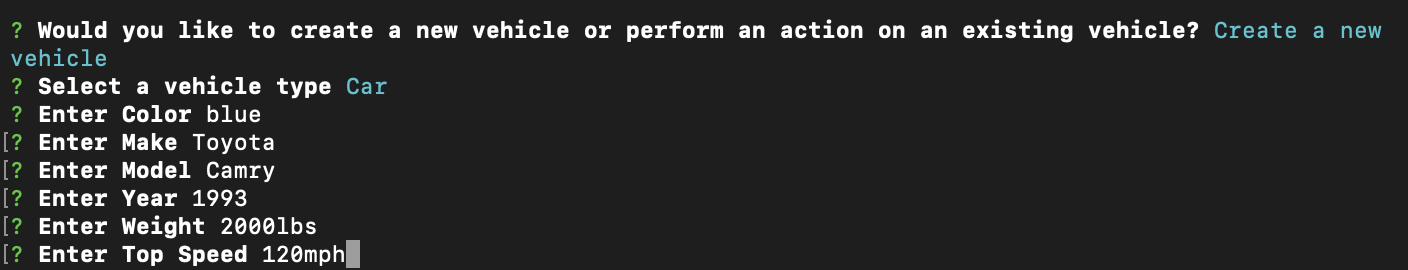 ? Would you like to create a new vehicle or perform an action on an existing vehicle? Create a new
vehicle
? Select a vehicle type Car
? Enter Color blue
[? Enter Make Toyota
[? Enter Model Camry
[? Enter Year 1993
[? Enter Weight 2000lbs
[? Enter Top Speed 120mph